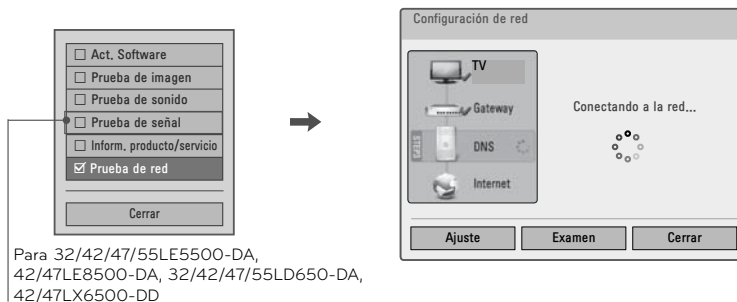 Act. Software
Prueba de imagen
Prueba de sonido
Prueba de señal
Inform. producto/servicio
Prueba de red
Cerrar
Para 32/42/47/55LE5500-DA,
42/47LE8500-DA, 32/42/47/55LD650-DA,
42/47LX6500-DD
Configuración de red
TV
Gateway
DNS
Internet
Conectando a la red...
Ajuste
Examen
Cerrar